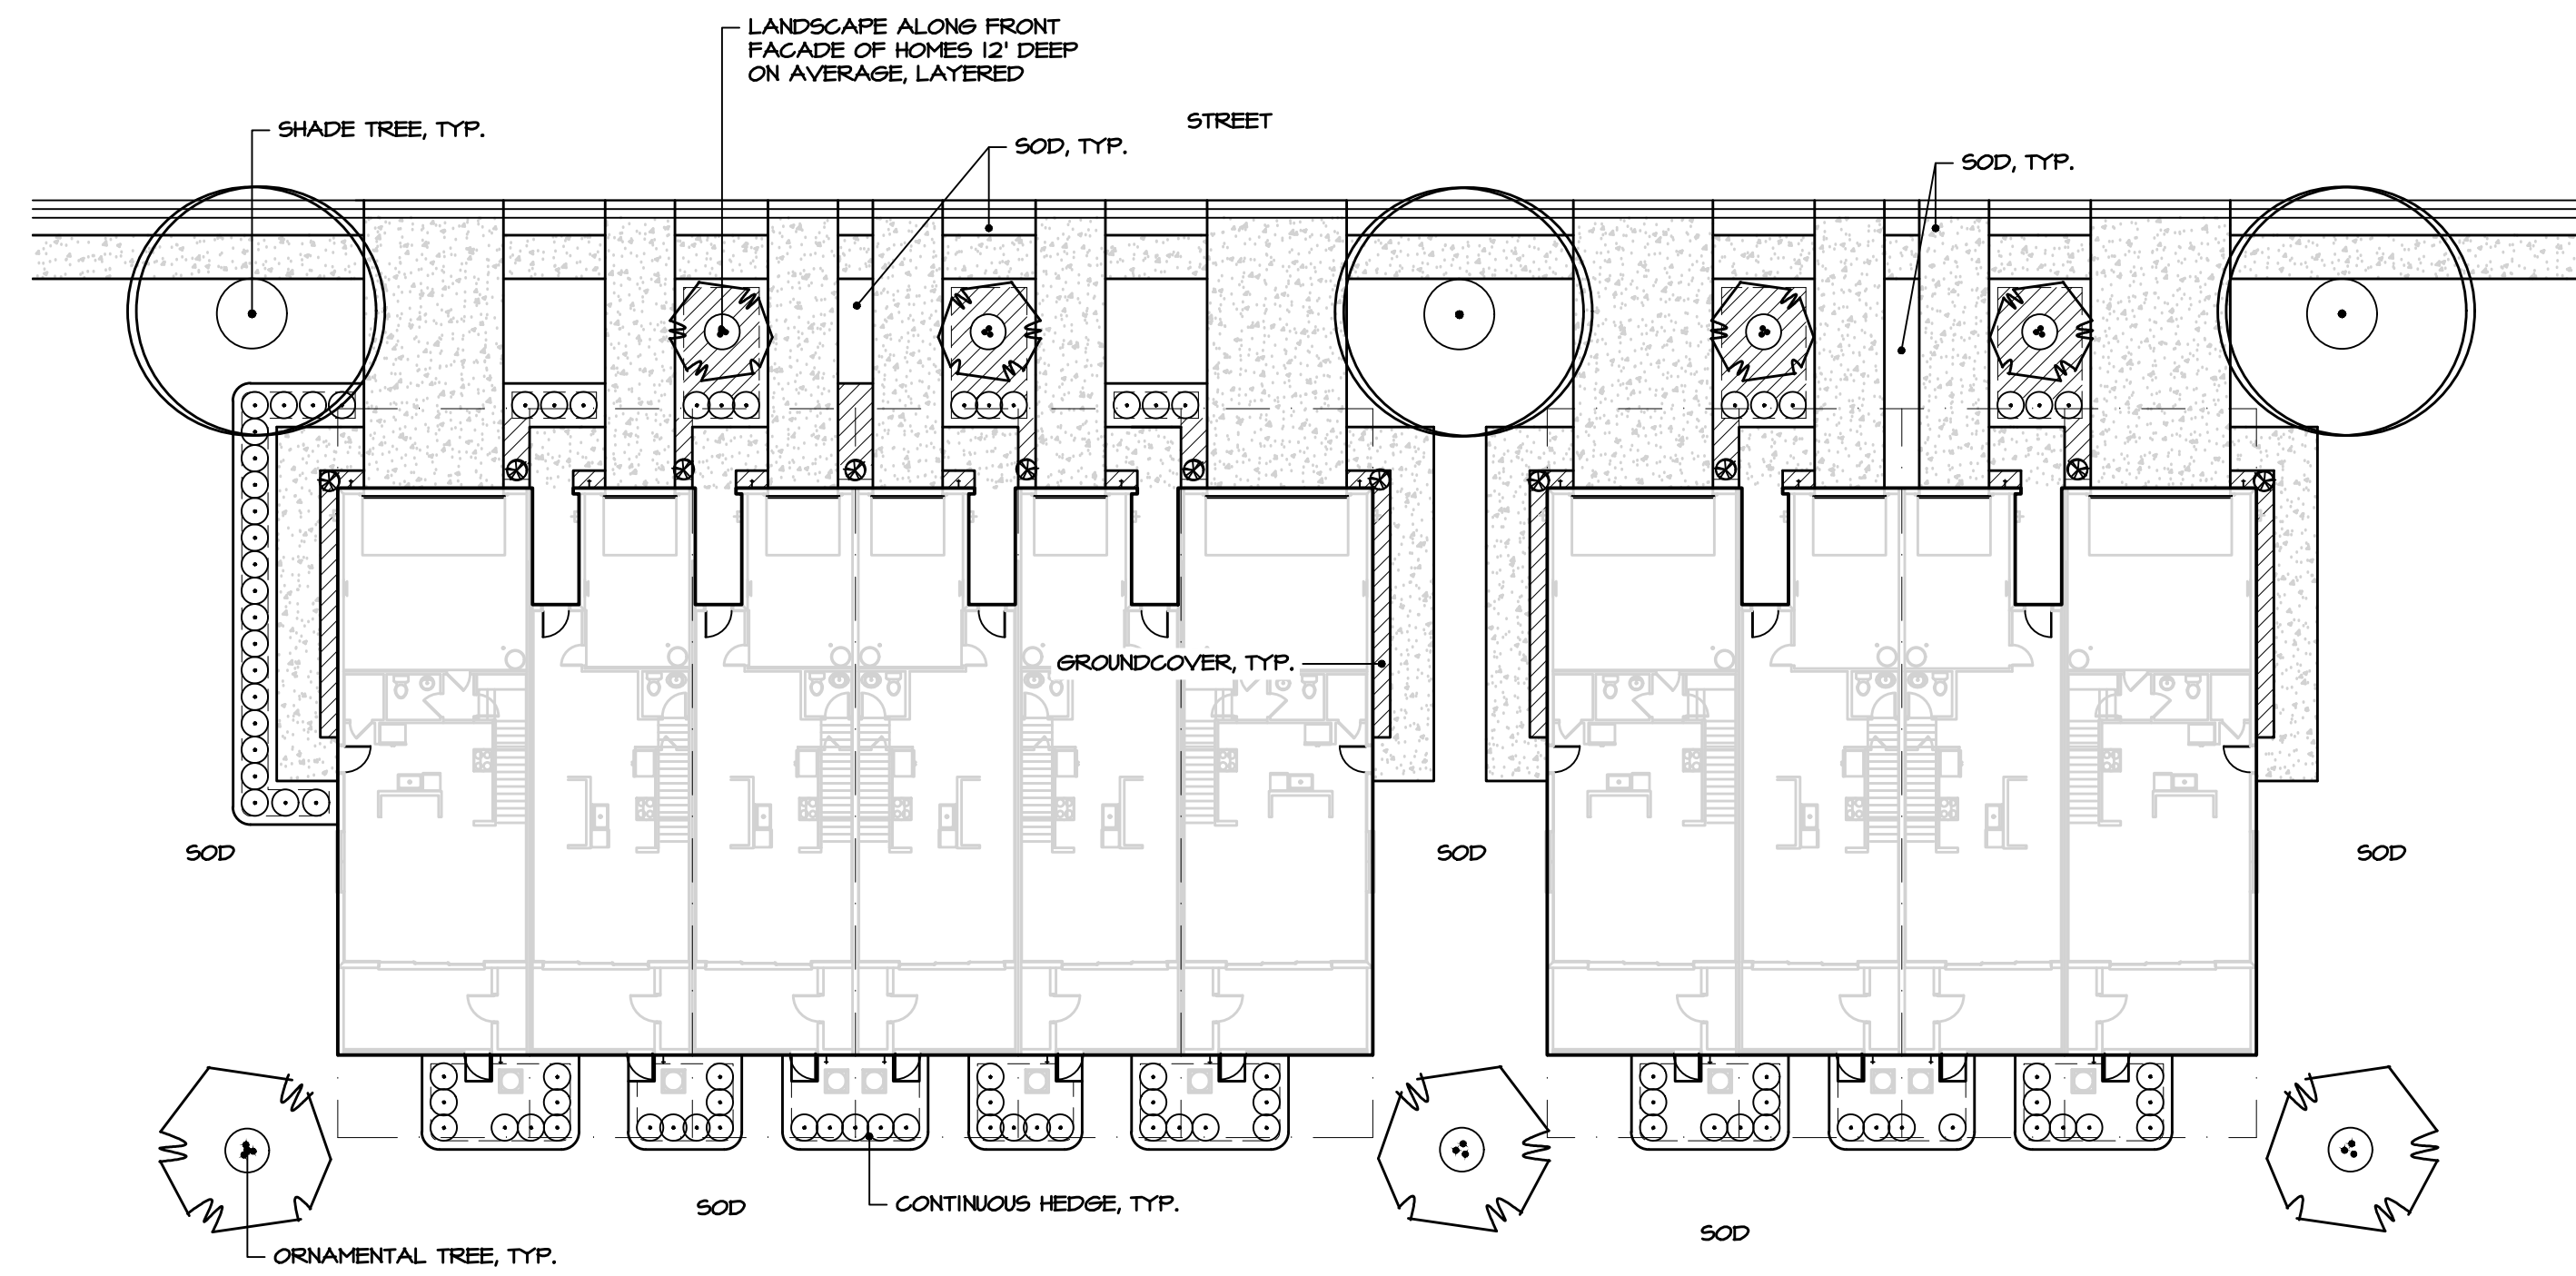 LANDSCAPE ALONG FRONT
FACADE OF HOMES 12' DEEP
ON AVERAGE, LAYERED
STREET
SHADE TREE, TYP.
SOD, TYP.
SOD, TYP.
GROUNDCOVER, TYP.
SOD
SOD
SOD
SOD
CONTINUOUS HEDGE, TYP.
SOD
ORNAMENTAL TREE, TYP.